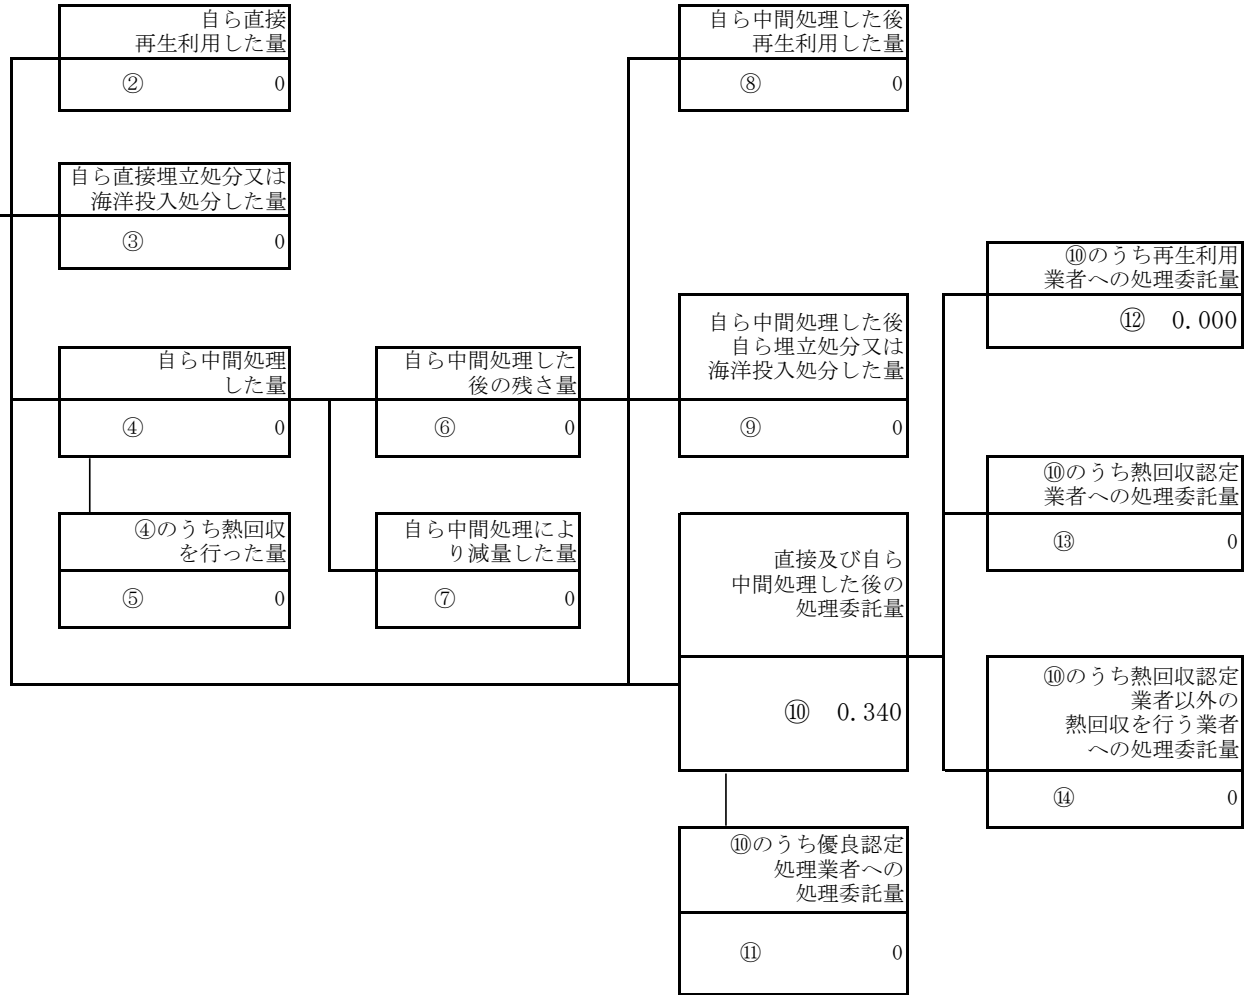 自ら直接
再生利用した量
② 0
自ら直接埋立処分又は
海洋投入処分した量
③ 0
自ら中間処理
した量
④ 0
④のうち熱回収
を行った量
⑤ 0
自ら中間処理した
後の残さ量
⑥ 0
自ら中間処理によ
り減量した量
⑦ 0
自ら中間処理した後
再生利用した量
⑧ 0
自ら中間処理した後
自ら埋立処分又は
海洋投入処分した量
⑨ 0
直接及び自ら
中間処理した後の
処理委託量
⑩ 0.340
⑩のうち優良認定
処理業者への
処理委託量
⑪ 0
⑩のうち再生利用
業者への処理委託量
⑫ 0.000
⑩のうち熱回収認定
業者への処理委託量
⑬ 0
⑩のうち熱回収認定
業者以外の
熱回収を行う業者
への処理委託量
⑭ 0